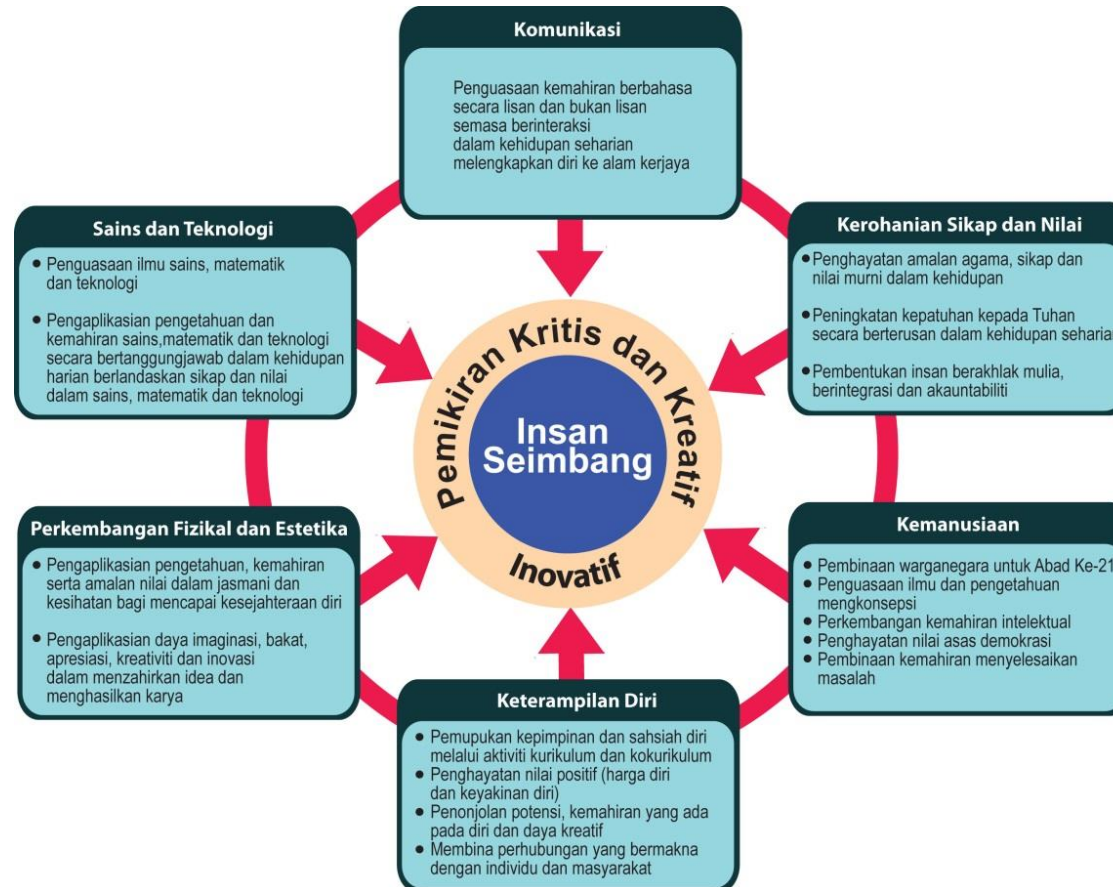 Komunikasi
Penguasaan kemahiran berbahasa
secara lisan dan bukan lisan
semasa berinteraksi
dalam kehidupan seharian
melengkapkan diri ke alam kerjaya
Sains dan Teknologi
● Penguasaan ilmu sains, matematik
dan teknologi
● Pengaplikasian pengetahuan dan
kemahiran sains,matematik dan teknologi
secara bertanggungjawab dalam kehidupan
harian berlandaskan sikap dan nilai
dalam sains, matematik dan teknologi
Kerohanian Sikap dan Nilai
● Penghayatan amalan agama, sikap dan
nilai murni dalam kehidupan
● Peningkatan kepatuhan kepada Tuhan
secara berterusan dalam kehidupan seharian
● Pembentukan insan berakhlak mulia,
berintegrasi dan akauntabiliti
Pemikiran Kritis dan Kreatif
Insan
Seimbang
Inovatif
Perkembangan Fizikal dan Estetika
● Pengaplikasian pengetahuan, kemahiran
serta amalan nilai dalam jasmani dan
kesihatan bagi mencapai kesejahteraan diri
● Pengaplikasian daya imaginasi, bakat,
apresiasi, kreativiti dan inovasi
dalam menzahirkan idea dan
menghasilkan karya
Kemanusiaan
● Pembinaan warganegara untuk Abad Ke-21
● Penguasaan ilmu dan pengetahuan
mengkonsepsi
● Perkembangan kemahiran intelektual
● Penghayatan nilai asas demokrasi
● Pembinaan kemahiran menyelesaikan
masalah
Keterampilan Diri
● Pemupukan kepimpinan dan sahsiah diri
melalui aktiviti kurikulum dan kokurikulum
● Penghayatan nilai positif (harga diri
dan keyakinan diri)
● Penonjolan potensi, kemahiran yang ada
pada diri dan daya kreatif
● Membina perhubungan yang bermakna
dengan individu dan masyarakat